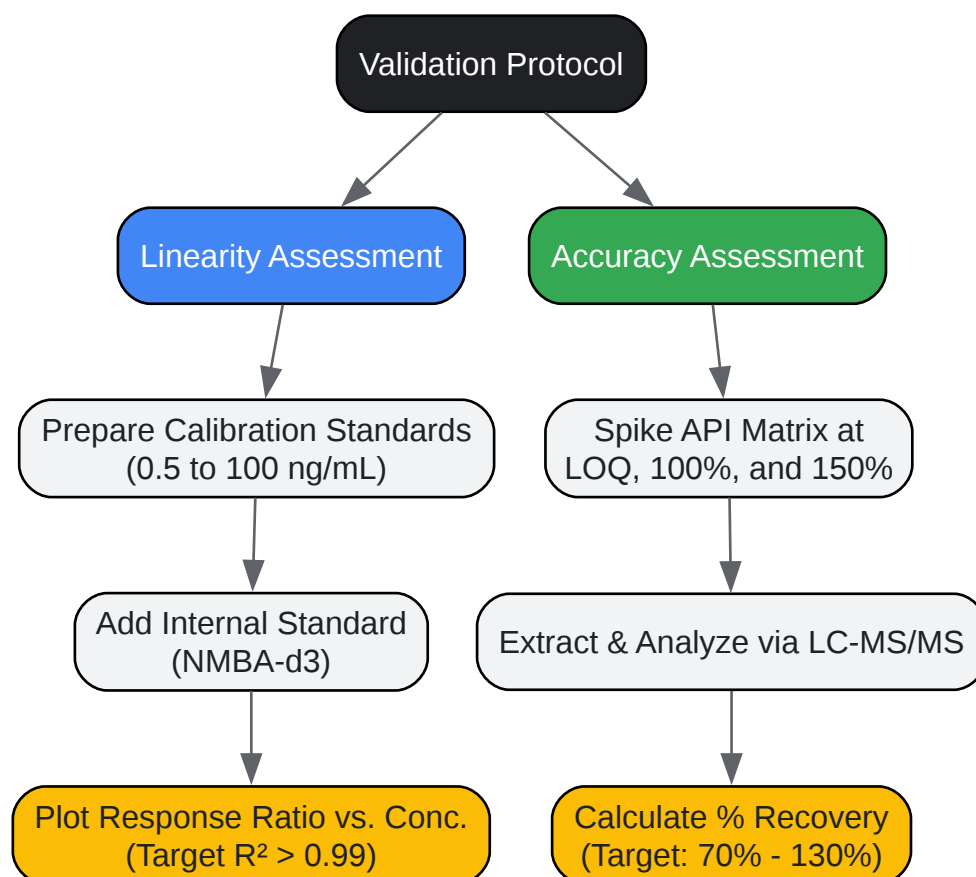 Validation Protocol
Linearity Assessment
Accuracy Assessment
Prepare Calibration Standards
(0.5 to 100 ng/mL)
Spike API Matrix at
LOQ, 100%, and 150%
Add Internal Standard
(NMBA-d3)
Extract & Analyze via LC-MS/MS
Plot Response Ratio vs. Conc.
(Target R² > 0.99)
Calculate % Recovery
(Target: 70% - 130%)